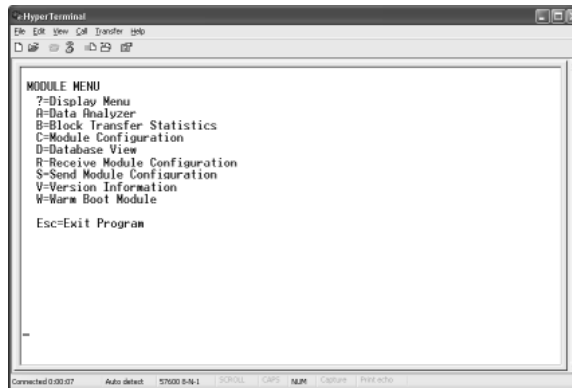 HyperTerminal
File Edit View Call Transfer Help
MODULE MENU
?=Display Menu
A=Data Analyzer
B=Block Transfer Statistics
C=Module Configuration
D=Database View
R=Receive Module Configuration
S=Send Module Configuration
V=Version Information
W=Warm Boot Module
Esc=Exit Program
Connected 0:00:07 Auto detect 57600 8-N-1 SCROLL CAPS NUM Capture Print echo